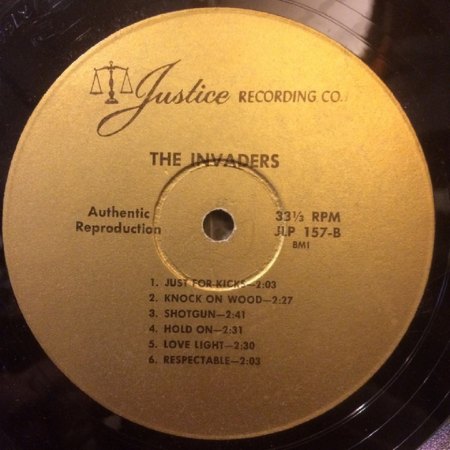 Justice RECORDING CO.
THE INVADERS
Authentic
Reproduction
33⅓ RPM
JLP 157-B
BMI
1. JUST FOR KICKS—2:03
2. KNOCK ON WOOD—2:27
3. SHOTGUN—2:41
4. HOLD ON—2:31
5. LOVE LIGHT—2:30
6. RESPECTABLE—2:03